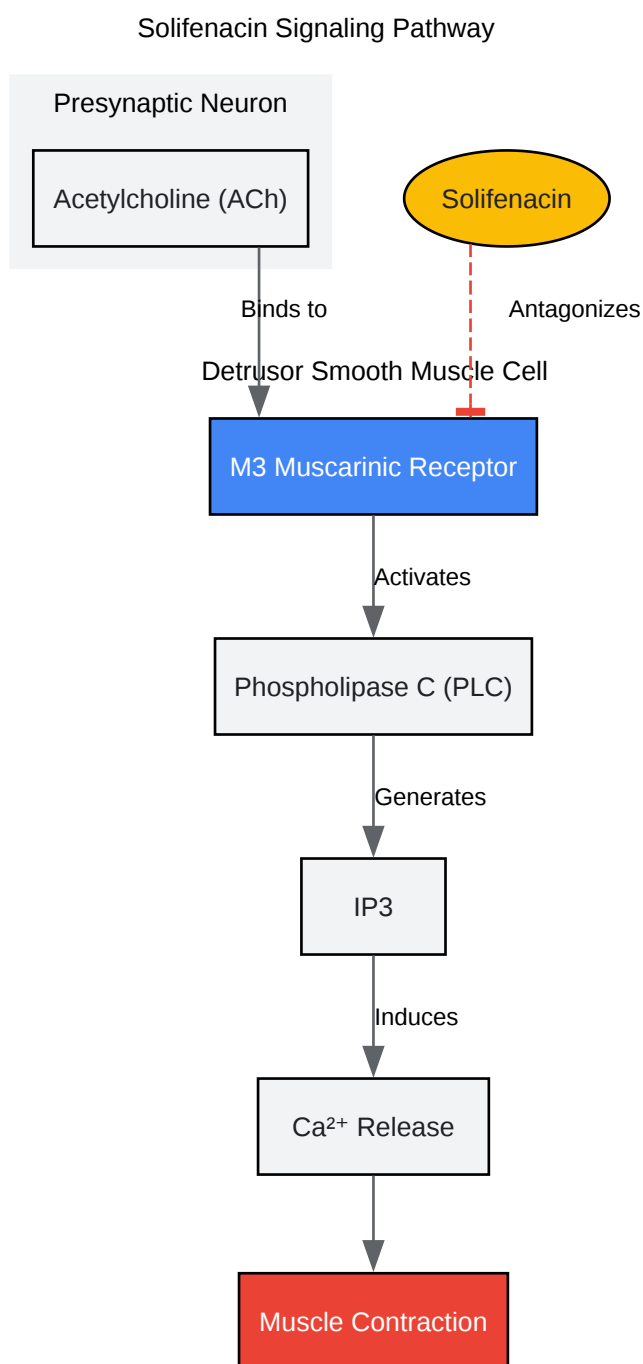 Solifenacin Signaling Pathway
Presynaptic Neuron
Acetylcholine (ACh)
Solifenacin
Binds to
Antagonizes
Detrusor Smooth Muscle Cell
M3 Muscarinic Receptor
Activates
Phospholipase C (PLC)
Generates
IP3
Induces
Ca²⁺ Release
Muscle Contraction